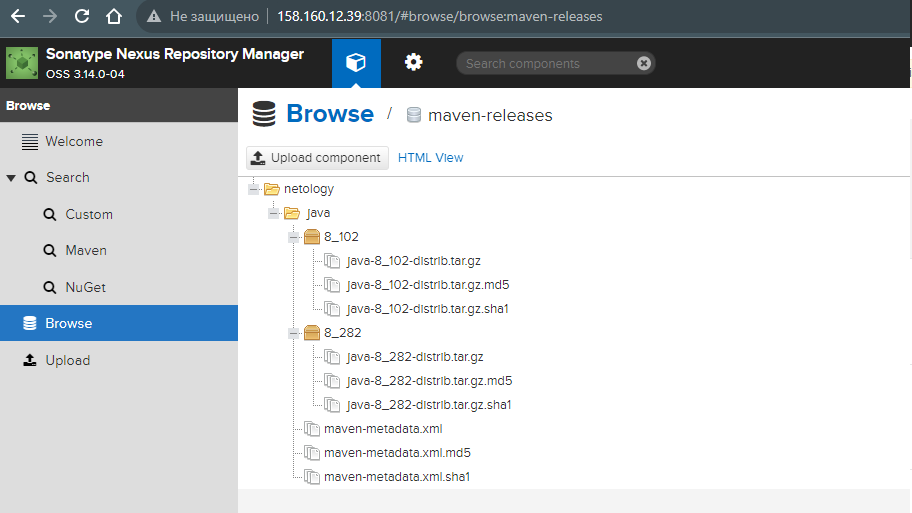 Не защищено 158.160.12.39:8081/#browse/browse:maven-releases
Sonatype Nexus Repository Manager
OSS 3.14.0-04
Search components
Browse
Welcome
Search
Custom
Maven
NuGet
Browse
Upload
Browse / maven-releases
Upload component HTML View
netology
java
8_102
java-8_102-distrib.tar.gz
java-8_102-distrib.tar.gz.md5
java-8_102-distrib.tar.gz.sha1
8_282
java-8_282-distrib.tar.gz
java-8_282-distrib.tar.gz.md5
java-8_282-distrib.tar.gz.sha1
maven-metadata.xml
maven-metadata.xml.md5
maven-metadata.xml.sha1